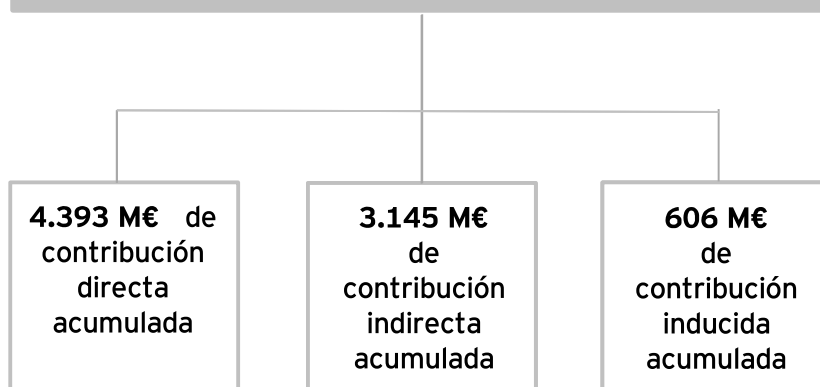 4.393 M€ de
contribución
directa
acumulada
3.145 M€
de
contribución
indirecta
acumulada
606 M€
de
contribución
inducida
acumulada